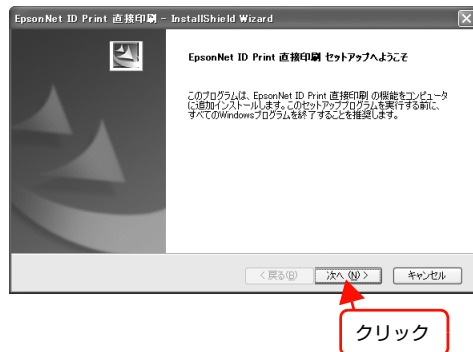 EpsonNet ID Print 直接印刷 - InstallShield Wizard
EpsonNet ID Print 直接印刷 セットアップへようこそ
このプログラムは、EpsonNet ID Print 直接印刷 の機能をコンピュータ
に追加インストールします。このセットアッププログラムを実行する前に、
すべてのWindowsプログラムを終了することを推奨します。
< 戻る(B)
次へ (N) >
キャンセル
クリック